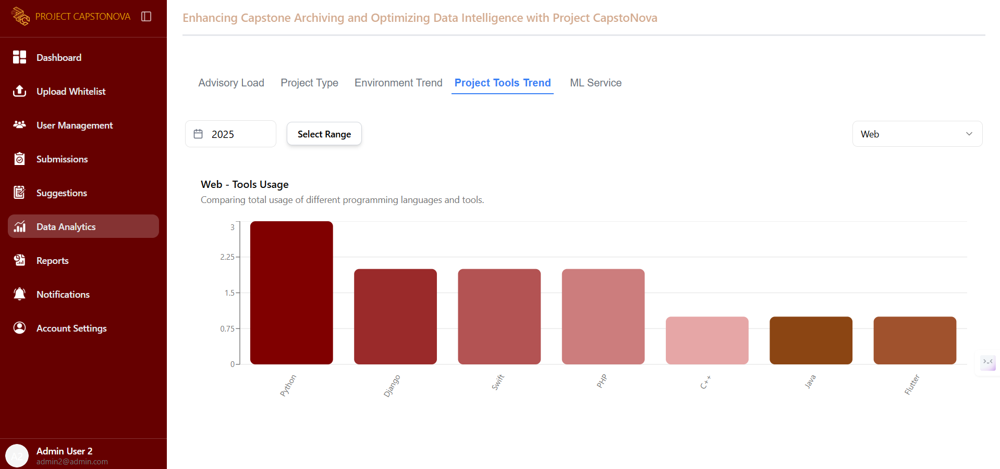 PROJECT CAPSTONOVA
Dashboard
Upload Whitelist
User Management
Submissions
Suggestions
Data Analytics
Reports
Notifications
Account Settings
A2
Admin User 2
admin2@admin.com
Enhancing Capstone Archiving and Optimizing Data Intelligence with Project CapstoNova
Advisory Load Project Type Environment Trend Project Tools Trend ML Service
2025 Select Range Web
Web - Tools Usage
Comparing total usage of different programming languages and tools.
3
2.25
1.5
0.75
0
Python Django Swift PHP C++ Java Flutter